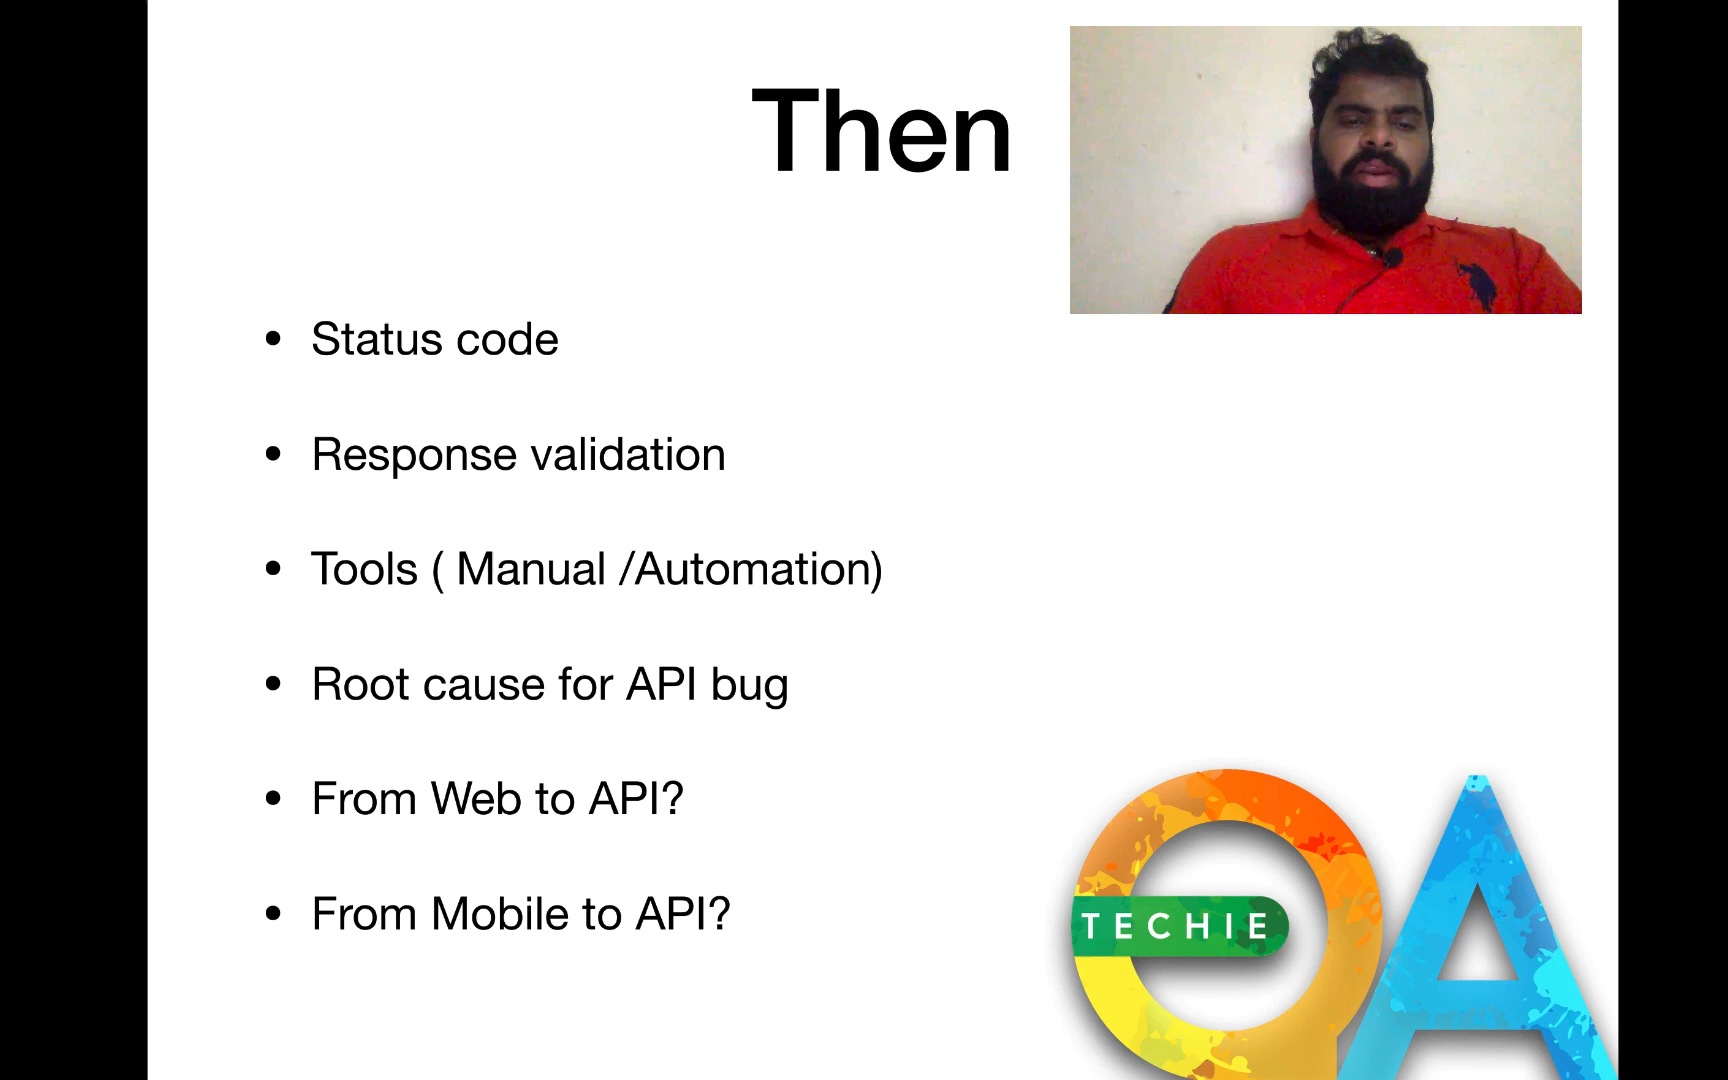 Then
• Status code
• Response validation
• Tools ( Manual /Automation)
• Root cause for API bug
• From Web to API?
• From Mobile to API?
TECHIE
QA